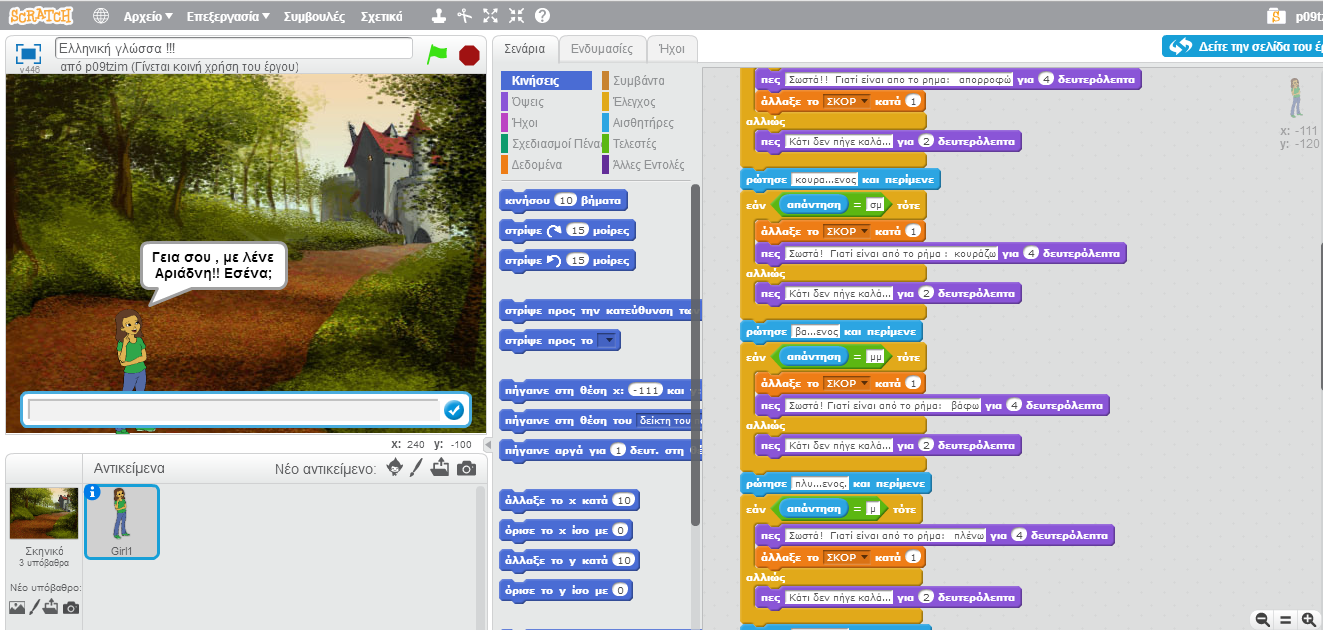 SCRATCH Αρχείο Επεξεργασία Συμβουλές Σχετικά
v446
Ελληνική γλώσσα !!!
από p09tzim (Γίνεται κοινή χρήση του έργου)
Γεια σου , με λένε
Αριάδνη!! Εσένα;
x: 240 y: -100
Αντικείμενα
Νέο αντικείμενο:
Girl1
Σκηνικό
3 υπόβαθρα
Νέο υπόβαθρο:
Σενάρια Ενδυμασίες Ήχοι
Δείτε την σελίδα του
Κινήσεις Συμβάντα
Όψεις Έλεγχος
Ήχοι Αισθητήρες
Σχεδιασμοί Πένα Τελεστές
Δεδομένα Άλλες Εντολές
κινήσου 10 βήματα
στρίψε 15 μοίρες
στρίψε 15 μοίρες
στρίψε προς την κατεύθυνση
στρίψε προς το
πήγαινε στη θέση x: -111 και
πήγαινε στη θέση του δείκτη του
πήγαινε αργά για 1 δευτ. στη
άλλαξε το x κατά 10
όρισε το x ίσο με 0
άλλαξε το y κατά 10
όρισε το y ίσο με 0
πες Σωστά!! Γιατί είναι απο το ρημα: απορροφώ για 4 δευτερόλεπτα
άλλαξε το ΣΚΟΡ κατά 1
αλλιώς
πες Κάτι δεν πήγε καλά... για 2 δευτερόλεπτα
ρώτησε κουρα...ενος και περίμενε
εάν απάντηση = σμ τότε
άλλαξε το ΣΚΟΡ κατά 1
πες Σωστά! Γιατί είναι από το ρήμα : κουράζω για 4 δευτερόλεπτα
αλλιώς
πες Κάτι δεν πήγε καλά... για 2 δευτερόλεπτα
ρώτησε βα...ενος και περίμενε
εάν απάντηση = μμ τότε
άλλαξε το ΣΚΟΡ κατά 1
πες Σωστά! Γιατί είναι από το ρήμα: βάφω για 4 δευτερόλεπτα
αλλιώς
πες Κάτι δεν πήγε καλά... για 2 δευτερόλεπτα
ρώτησε πλυ...ενος. και περίμενε
εάν απάντηση = μ τότε
πες Σωστά! Γιατί είναι από το ρήμα: πλένω για 4 δευτερόλεπτα
άλλαξε το ΣΚΟΡ κατά 1
αλλιώς
πες Κάτι δεν πήγε καλά... για 2 δευτερόλεπτα
x: -111
y: -120